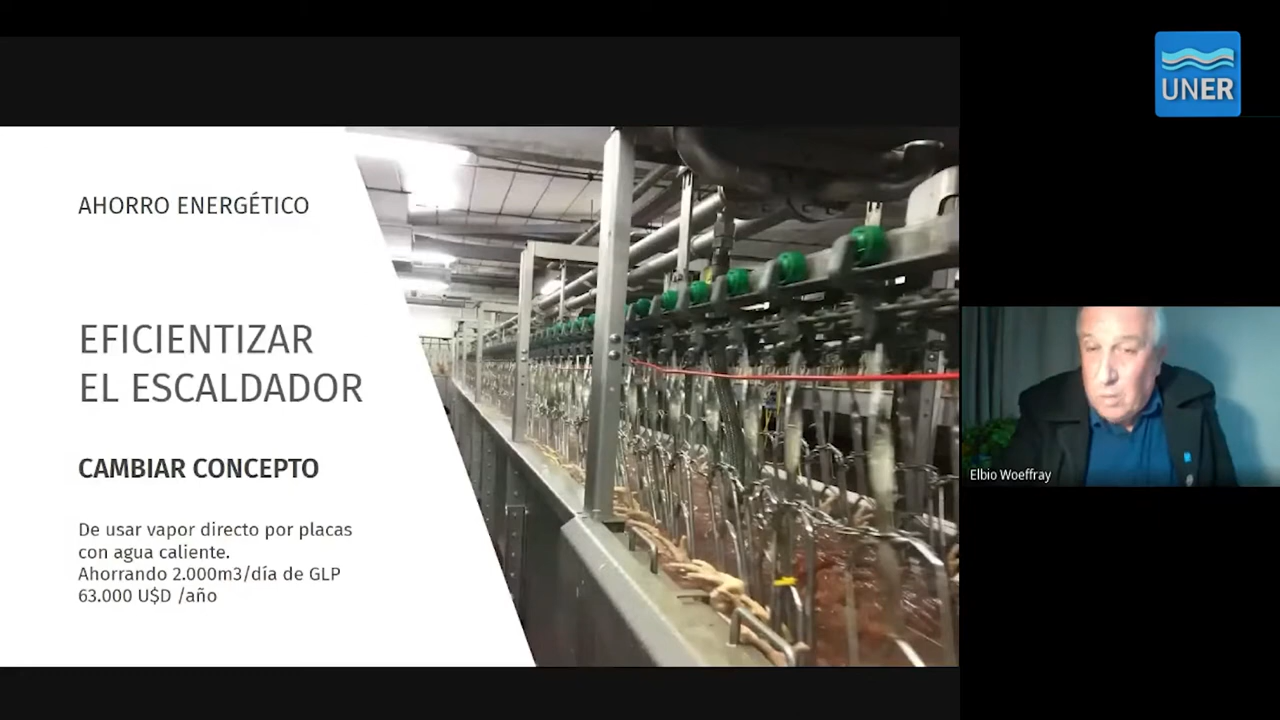 UNER
AHORRO ENERGÉTICO
EFICIENTIZAR
EL ESCALDADOR
CAMBIAR CONCEPTO
De usar vapor directo por placas
con agua caliente.
Ahorrando 2.000m3/día de GLP
63.000 U$D /año
Elbio Woeffray